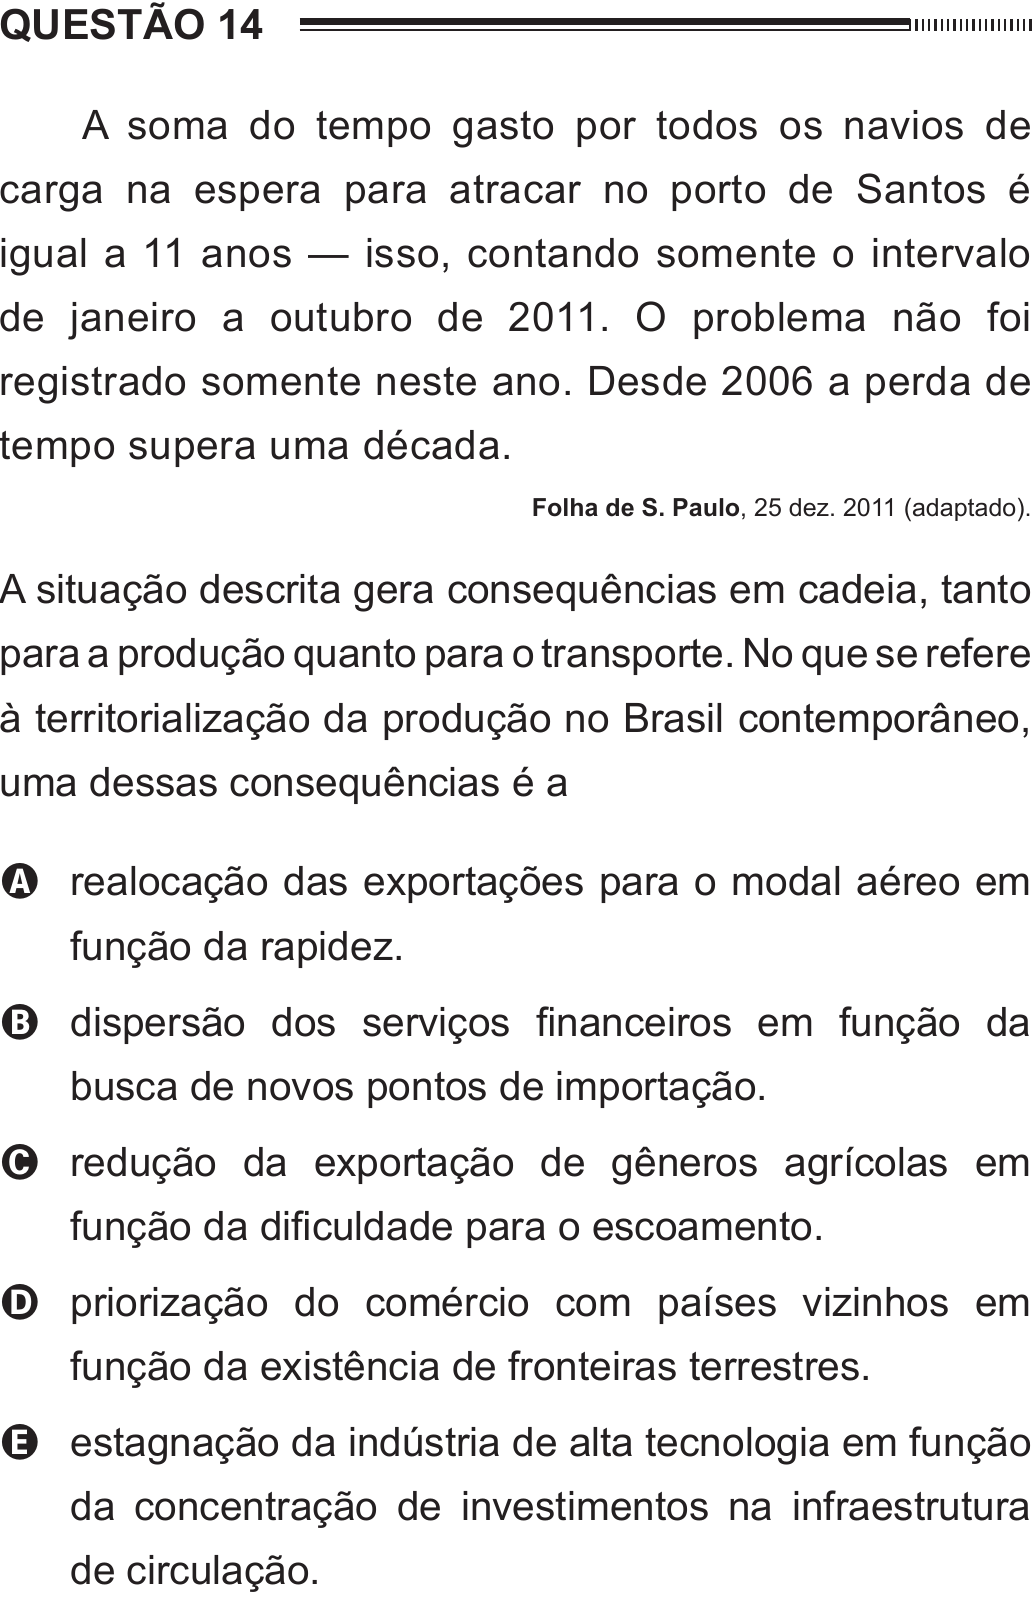 QUESTÃO 14
A soma do tempo gasto por todos os navios de
carga na espera para atracar no porto de Santos é
igual a 11 anos — isso, contando somente o intervalo
de janeiro a outubro de 2011. O problema não foi
registrado somente neste ano. Desde 2006 a perda de
tempo supera uma década.
Folha de S. Paulo, 25 dez. 2011 (adaptado).
A situação descrita gera consequências em cadeia, tanto
para a produção quanto para o transporte. No que se refere
à territorialização da produção no Brasil contemporâneo,
uma dessas consequências é a
A realocação das exportações para o modal aéreo em
função da rapidez.
B dispersão dos serviços financeiros em função da
busca de novos pontos de importação.
C redução da exportação de gêneros agrícolas em
função da dificuldade para o escoamento.
D priorização do comércio com países vizinhos em
função da existência de fronteiras terrestres.
E estagnação da indústria de alta tecnologia em função
da concentração de investimentos na infraestrutura
de circulação.